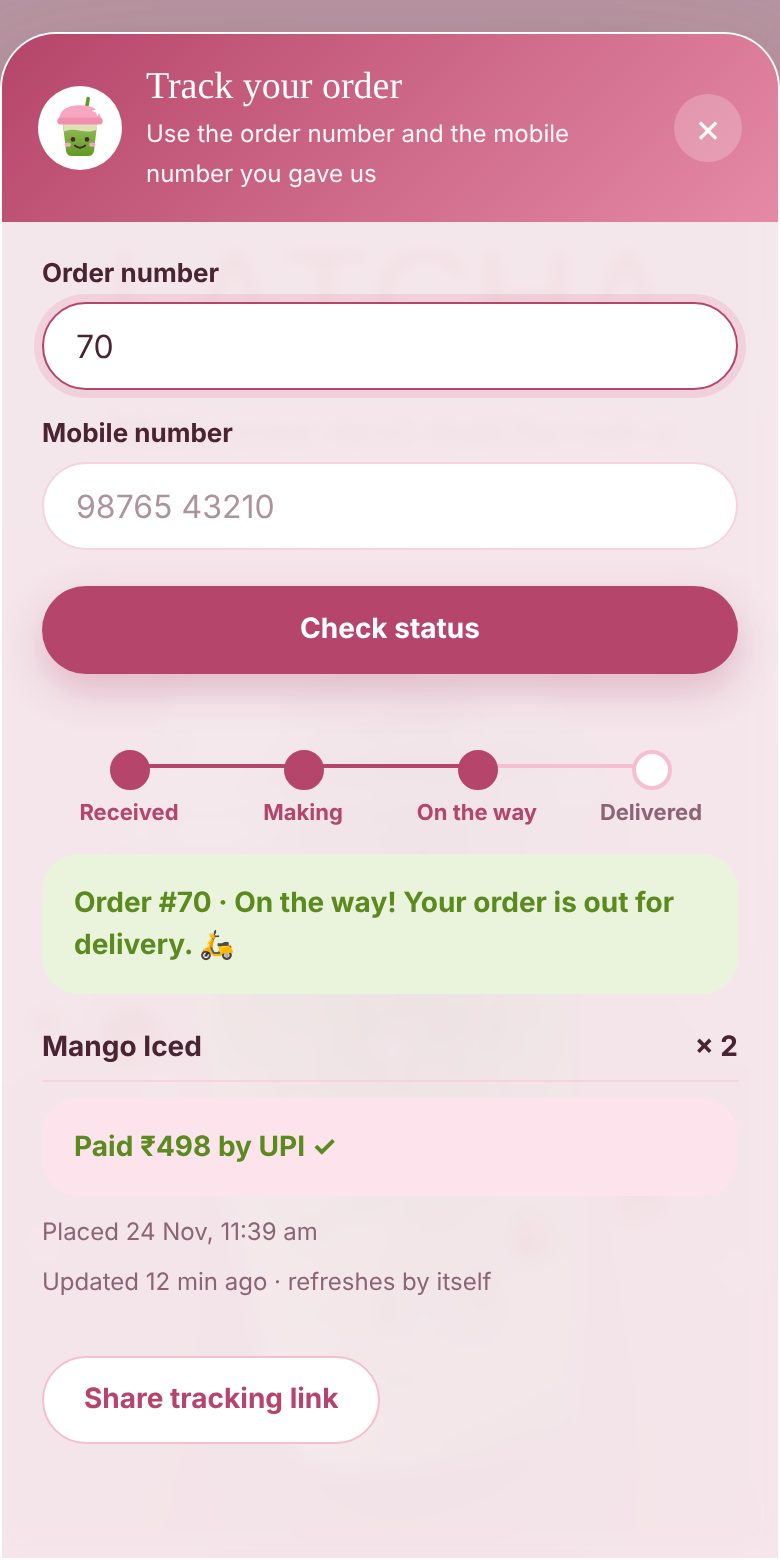 Track your order
Use the order number and the mobile
number you gave us
×
Order number
70
Mobile number
98765 43210
Check status
Received Making On the way Delivered
Order #70 · On the way! Your order is out for
delivery. 🛵
Mango Iced × 2
Paid ₹498 by UPI ✓
Placed 24 Nov, 11:39 am
Updated 12 min ago · refreshes by itself
Share tracking link